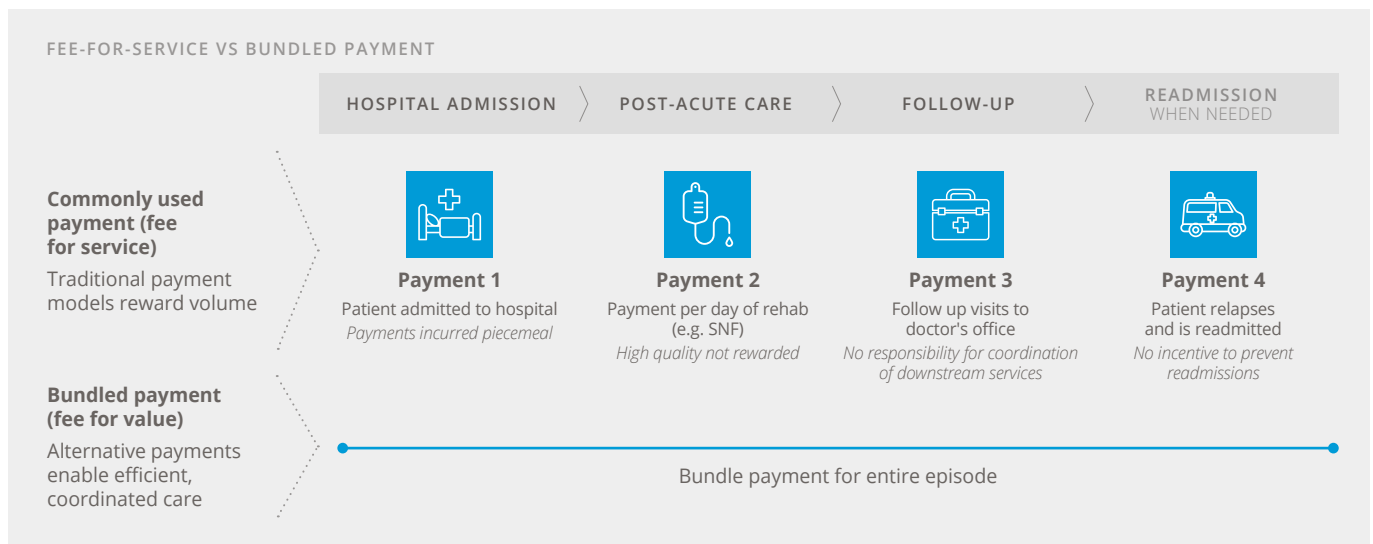 FEE-FOR-SERVICE VS BUNDLED PAYMENT
HOSPITAL ADMISSION
POST-ACUTE CARE
FOLLOW-UP
READMISSION
WHEN NEEDED
Commonly used
payment (fee
for service)
Traditional payment
models reward volume
Payment 1
Patient admitted to hospital
Payments incurred piecemeal
Payment 2
Payment per day of rehab
(e.g. SNF)
High quality not rewarded
Payment 3
Follow up visits to
doctor's office
No responsibility for coordination
of downstream services
Payment 4
Patient relapses
and is readmitted
No incentive to prevent
readmissions
Bundled payment
(fee for value)
Alternative payments
enable efficient,
coordinated care
Bundle payment for entire episode